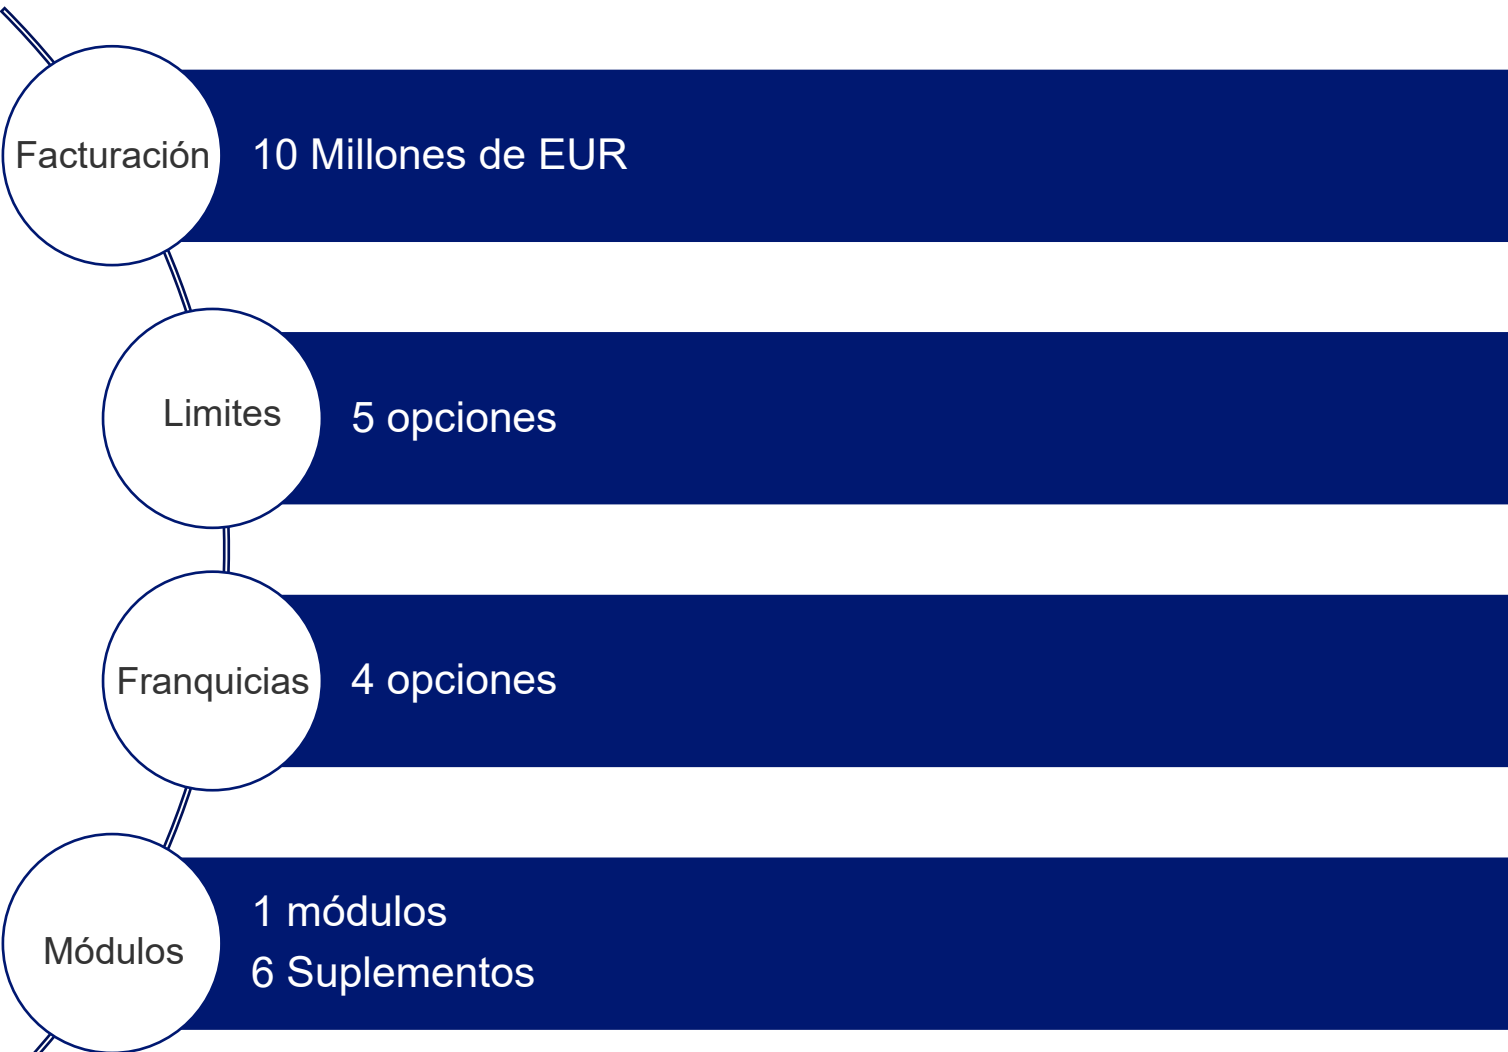 Facturación
10 Millones de EUR
Limites
5 opciones
Franquicias
4 opciones
Módulos
1 módulos
6 Suplementos